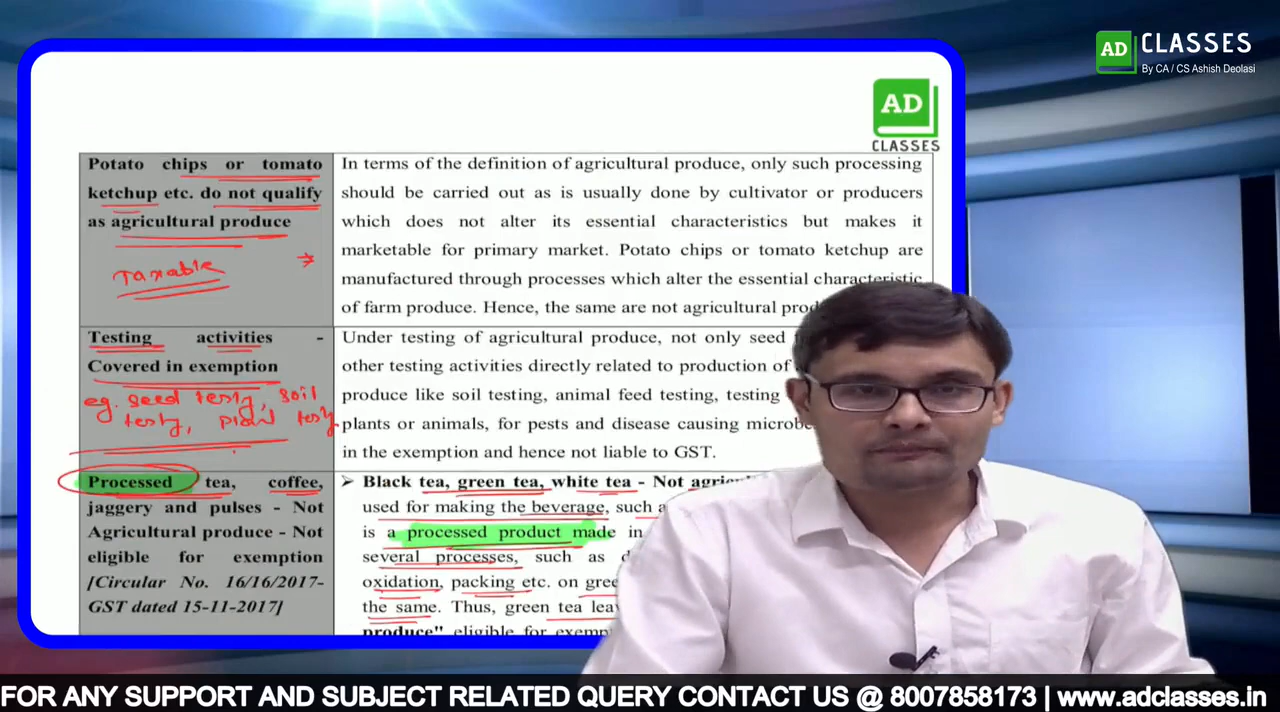 AD CLASSES
By CA / CS Ashish Deolasi
AD
CLASSES
Potato chips or tomato
ketchup etc. do not qualify
as agricultural produce
Taxable
In terms of the definition of agricultural produce, only such processing
should be carried out as is usually done by cultivator or producers
which does not alter its essential characteristics but makes it
marketable for primary market. Potato chips or tomato ketchup are
manufactured through processes which alter the essential characteristic
of farm produce. Hence, the same are not agricultural
Testing activities -
Covered in exemption
eg. seed testg, soil
testg, plant testg
Under testing of agricultural produce, not only seed
other testing activities directly related to production of
produce like soil testing, animal feed testing, testing
plants or animals, for pests and disease causing
in the exemption and hence not liable to GST.
Processed tea, coffee,
jaggery and pulses - Not
Agricultural produce - Not
eligible for exemption
[Circular No. 16/16/2017-
GST dated 15-11-2017]
➢ Black tea, green tea, white tea - Not
used for making the beverage, such
is a processed product made in
several processes, such as
oxidation, packing etc. on
the same. Thus, green tea
produce" eligible for
FOR ANY SUPPORT AND SUBJECT RELATED QUERY CONTACT US @ 8007858173 | www.adclasses.in